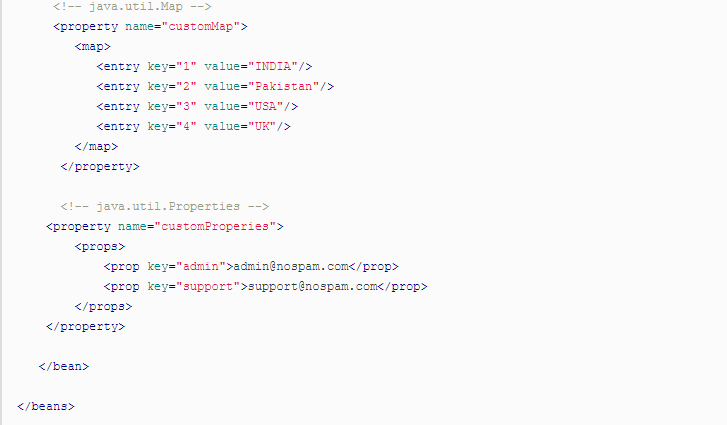 <!-- java.util.Map -->
<property name="customMap">
<map>
<entry key="1" value="INDIA"/>
<entry key="2" value="Pakistan"/>
<entry key="3" value="USA"/>
<entry key="4" value="UK"/>
</map>
</property>
<!-- java.util.Properties -->
<property name="customProperies">
<props>
<prop key="admin">admin@nospam.com</prop>
<prop key="support">support@nospam.com</prop>
</props>
</property>
</bean>
</beans>